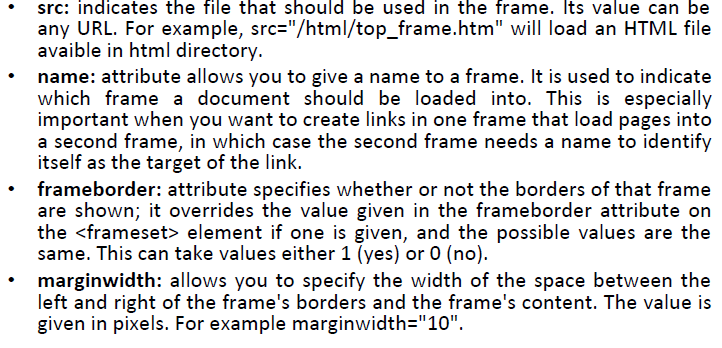 • src: indicates the file that should be used in the frame. Its value can be
any URL. For example, src="/html/top_frame.htm" will load an HTML file
avaible in html directory.
• name: attribute allows you to give a name to a frame. It is used to indicate
which frame a document should be loaded into. This is especially
important when you want to create links in one frame that load pages into
a second frame, in which case the second frame needs a name to identify
itself as the target of the link.
• frameborder: attribute specifies whether or not the borders of that frame
are shown; it overrides the value given in the frameborder attribute on
the <frameset> element if one is given, and the possible values are the
same. This can take values either 1 (yes) or 0 (no).
• marginwidth: allows you to specify the width of the space between the
left and right of the frame's borders and the frame's content. The value is
given in pixels. For example marginwidth="10".